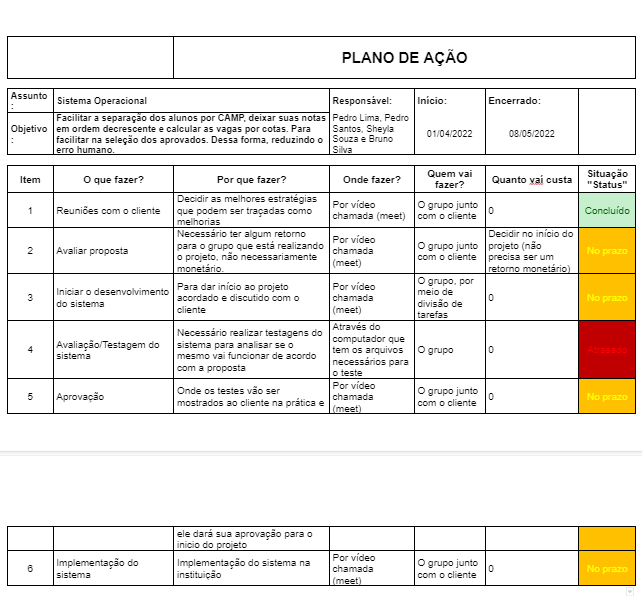 PLANO DE AÇÃO
Assunto
:
Sistema Operacional
Responsável:
Início:
Encerrado:
Objetivo
:
Facilitar a separação dos alunos por CAMP, deixar suas notas
em ordem decrescente e calcular as vagas por cotas. Para
facilitar na seleção dos aprovados. Dessa forma, reduzindo o
erro humano.
Pedro Lima, Pedro
Santos, Sheyla
Souza e Bruno
Silva
01/04/2022
08/05/2022
Item
O que fazer?
Por que fazer?
Onde fazer?
Quem vai
fazer?
Quanto vai custa
Situação
"Status"
1
Reuniões com o cliente
Decidir as melhores estratégias
que podem ser traçadas como
melhorias
Por vídeo
chamada (meet)
O grupo junto
com o cliente
0
Concluído
2
Avaliar proposta
Necessário ter algum retorno
para o grupo que está realizando
o projeto, não necessariamente
monetário.
Por vídeo
chamada
(meet)
O grupo junto
com o cliente
Decidir no início do
projeto (não
precisa ser um
retorno monetário)
No prazo
3
Iniciar o desenvolvimento
do sistema
Para dar início ao projeto
acordado e discutido com o
cliente
Por vídeo
chamada
(meet)
O grupo, por
meio de
divisão de
tarefas
0
No prazo
4
Avaliação/Testagem do
sistema
Necessário realizar testagens do
sistema para analisar se o
mesmo vai funcionar de acordo
com a proposta
Através do
computador que
tem os arquivos
necessários para
o teste
O grupo
0
Atrasado
5
Aprovação
Onde os testes vão ser
mostrados ao cliente na prática e
Por vídeo
chamada
(meet)
O grupo junto
com o cliente
0
No prazo
ele dará sua aprovação para o
inicio do projeto
6
Implementação do
sistema
Implementação do sistema na
instituição
Por vídeo
chamada
(meet)
O grupo junto
com o cliente
0
No prazo